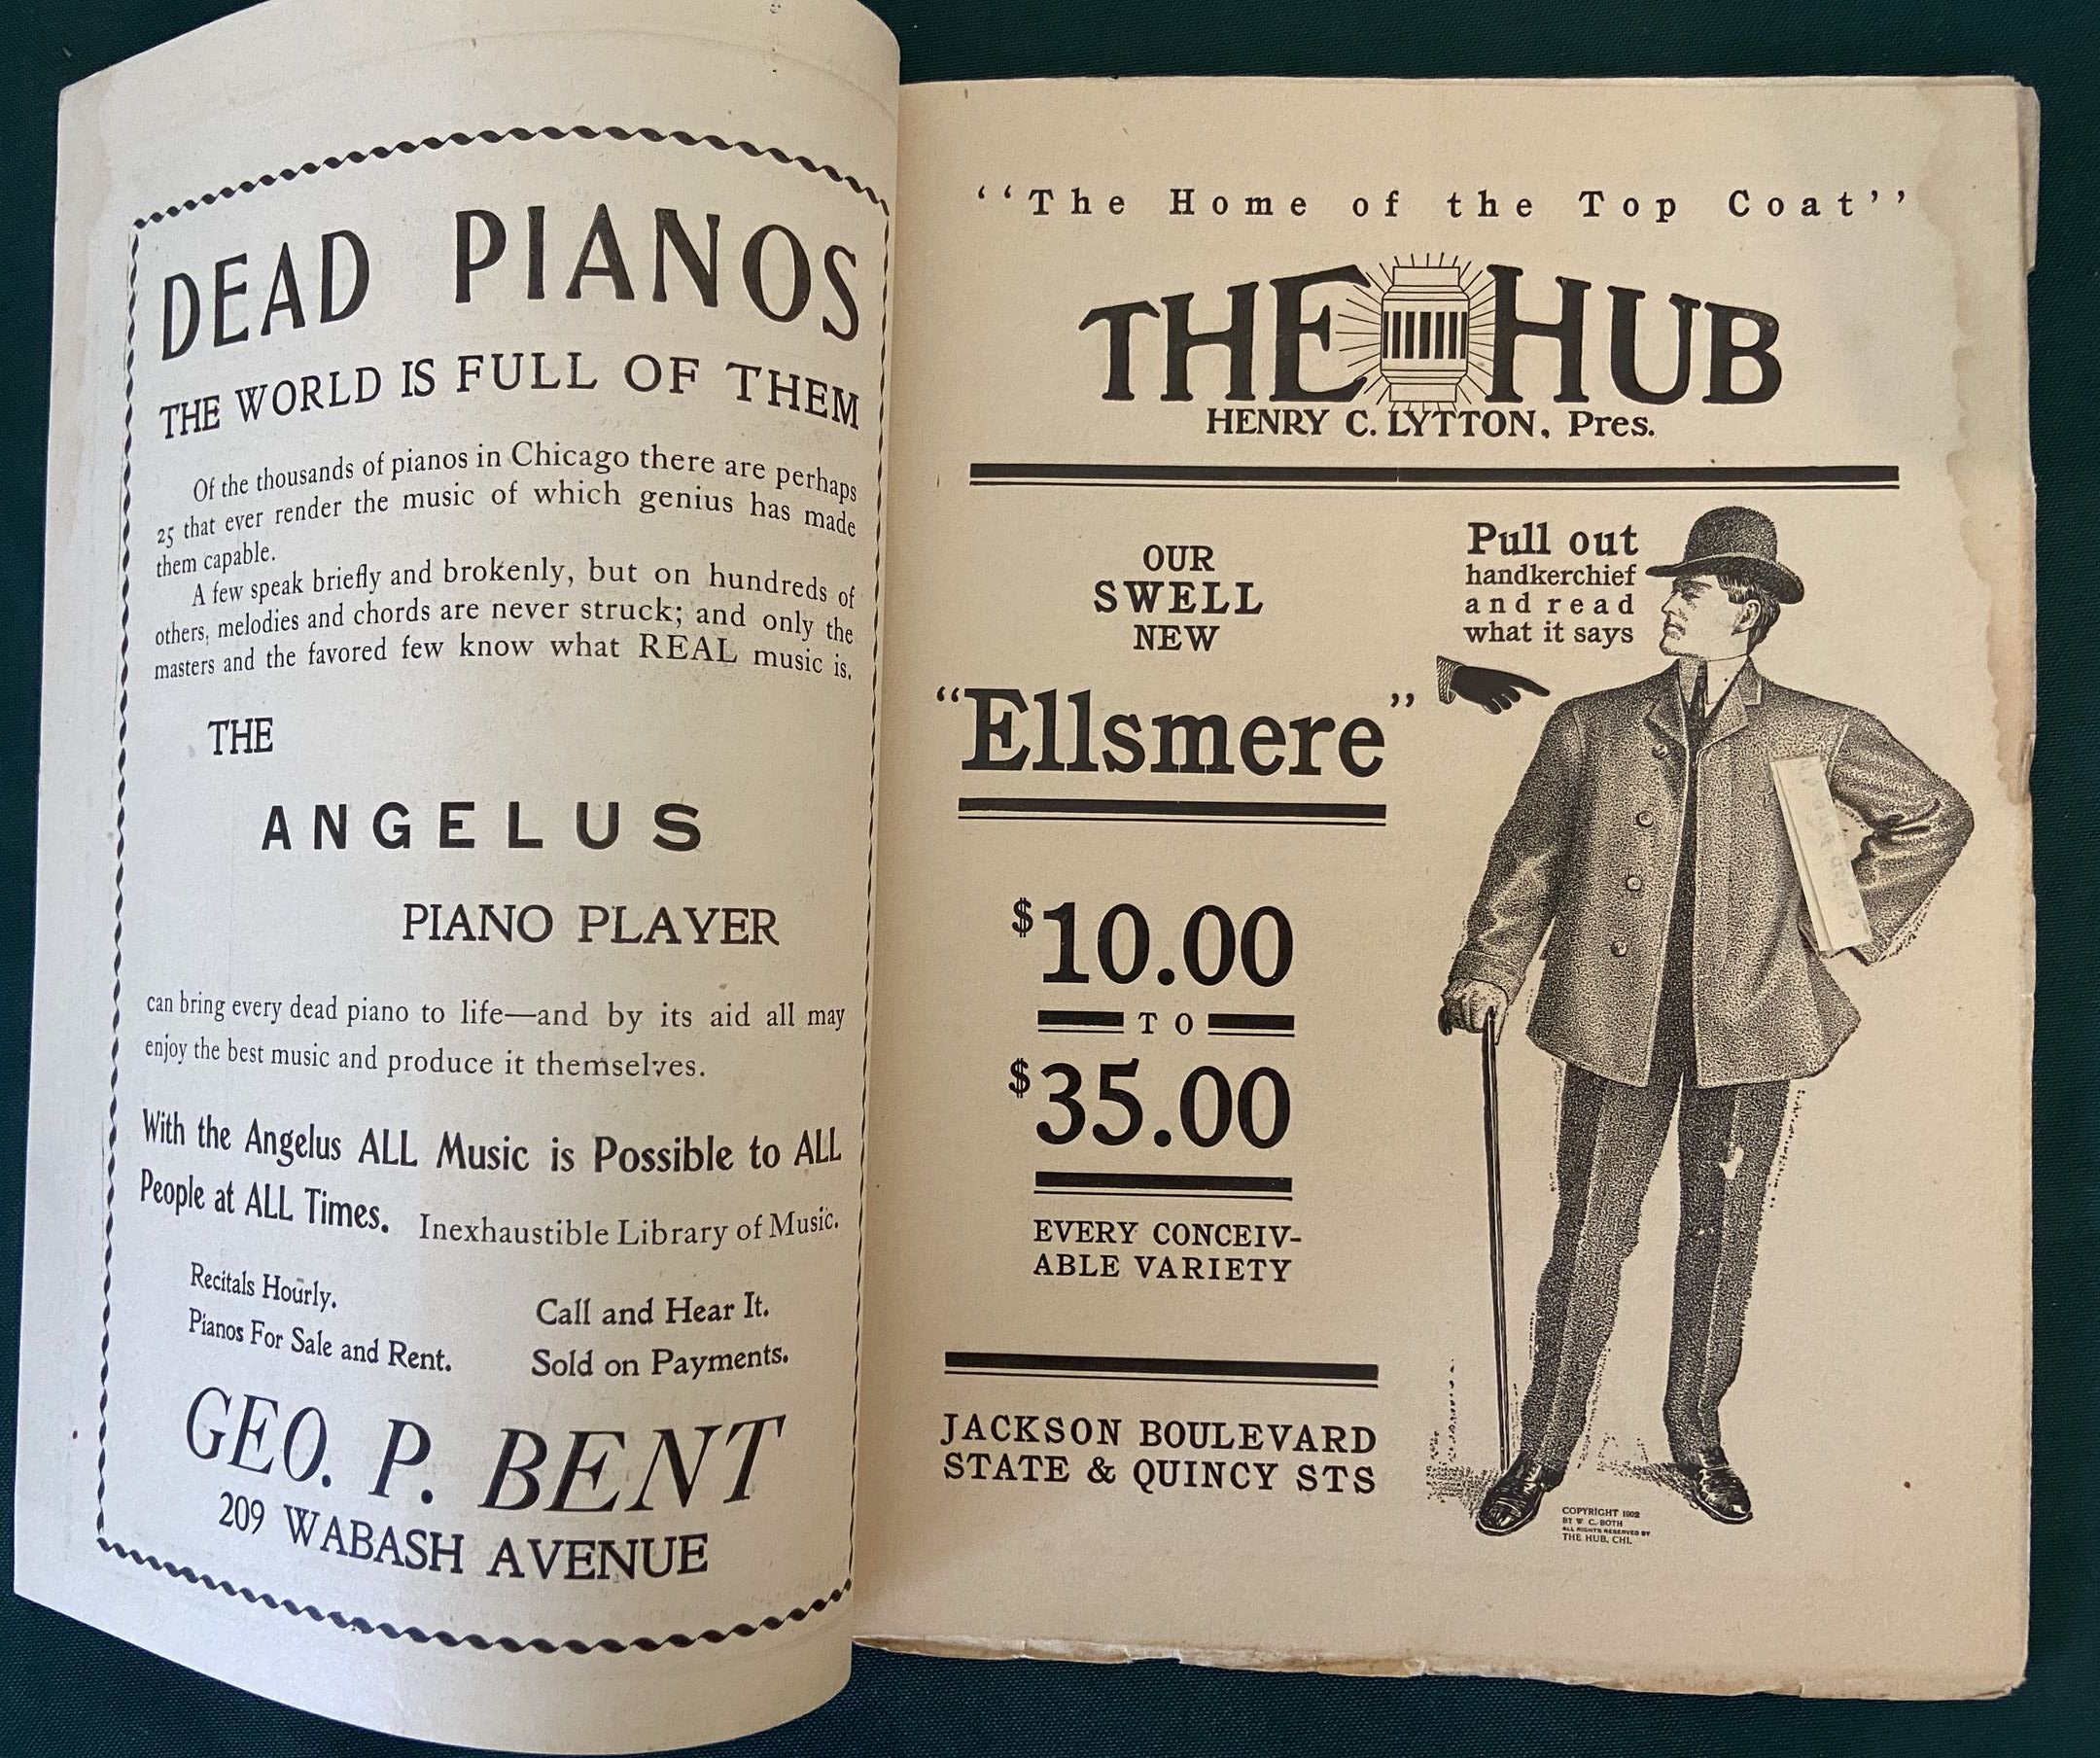 DEAD PIANOS
THE WORLD IS FULL OF THEM
Of the thousands of pianos in Chicago there are perhaps
25 that ever render the music of which genius has made
them capable.
A few speak briefly and brokenly, but on hundreds of
others, melodies and chords are never struck; and only the
masters and the favored few know what REAL music is.
THE
ANGELUS
PIANO PLAYER
can bring every dead piano to life—and by its aid all may
enjoy the best music and produce it themselves.
With the Angelus ALL Music is Possible to ALL
People at ALL Times. Inexhaustible Library of Music.
Recitals Hourly. Call and Hear It.
Pianos For Sale and Rent. Sold on Payments.
GEO. P. BENT
209 WABASH AVENUE
‘‘The Home of the Top Coat’’
THE HUB
HENRY C. LYTTON, Pres.
OUR
SWELL
NEW
“Ellsmere”
$10.00
TO
$35.00
EVERY CONCEIV-
ABLE VARIETY
JACKSON BOULEVARD
STATE & QUINCY STS
Pull out
handkerchief
and read
what it says
COPYRIGHT 1902
BY W C. BOTH
ALL RIGHTS RESERVED BY
THE HUB, CHI.